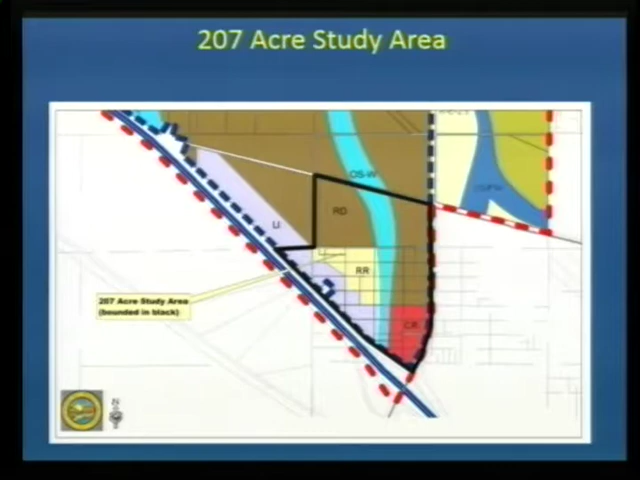 207 Acre Study Area
OS-W
RD
LI
RR
207 Acre Study Area
(bounded in black)
CR
N